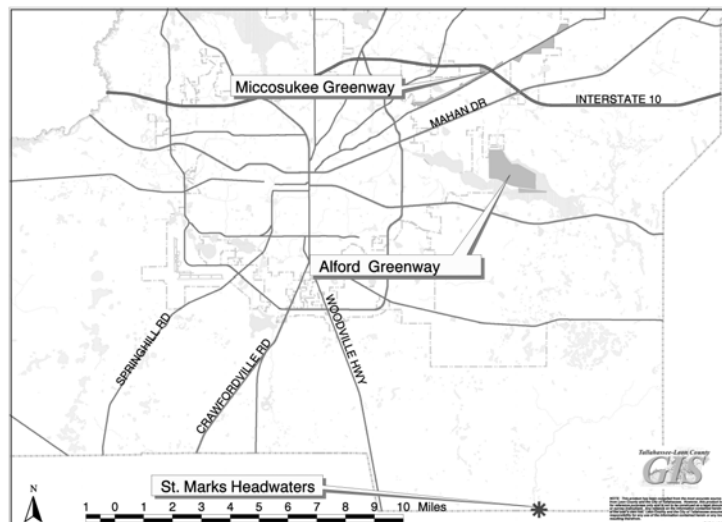 Miccosukee Greenway
INTERSTATE 10
MAHAN DR
Alford Greenway
SPRINGHILL RD
CRAWFORDVILLE RD
WOODVILLE HWY
Tallahassee-Leon County
GIS
St. Marks Headwaters
N
1 0 1 2 3 4 5 6 7 8 9 10 Miles